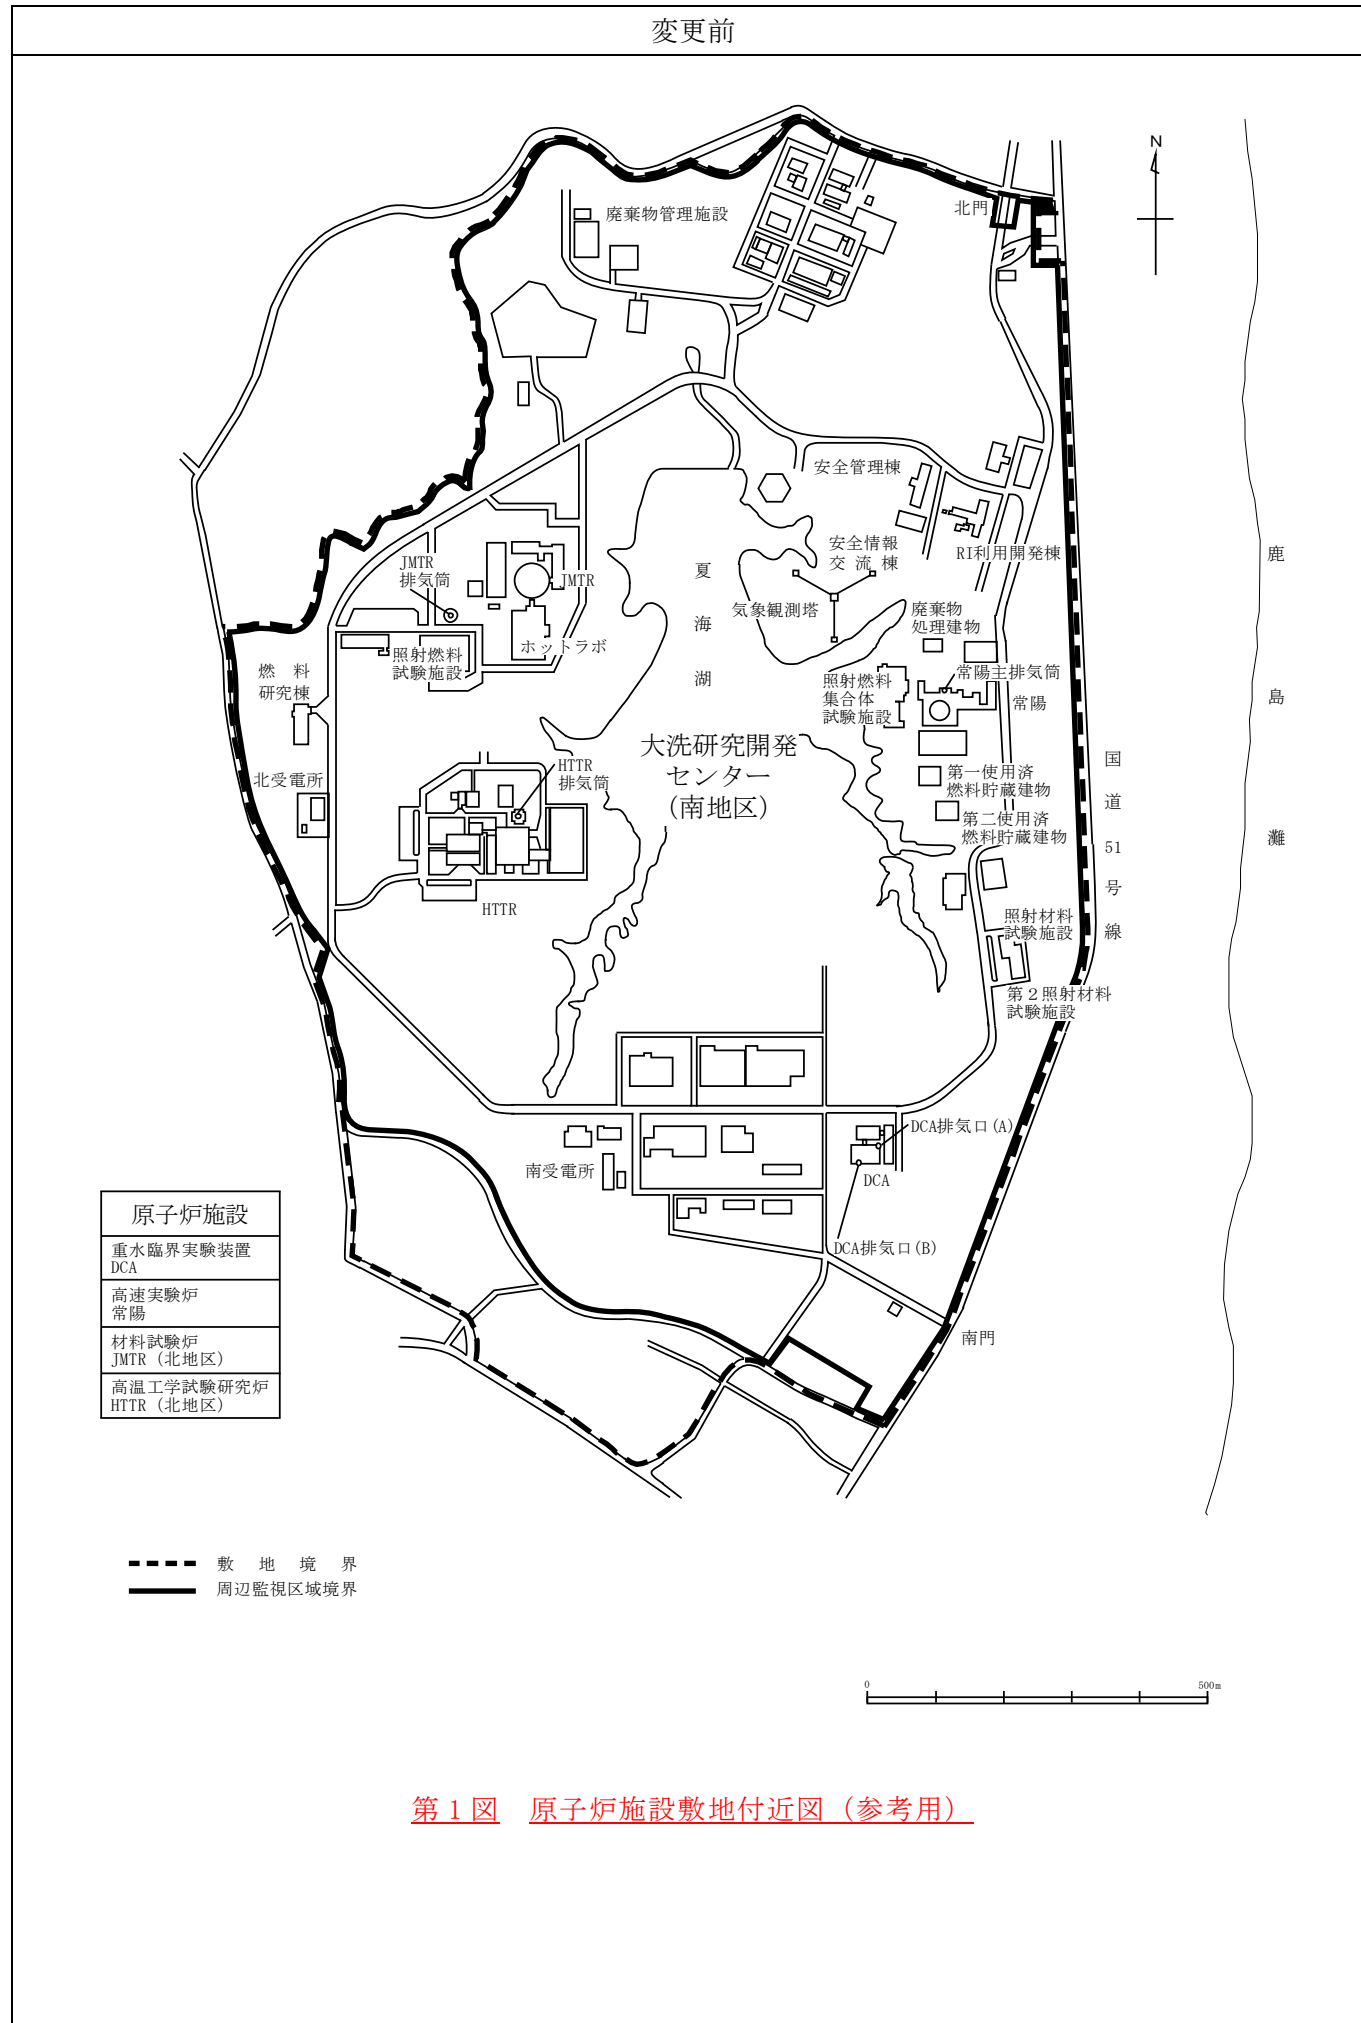 変更前
N
北門
廃棄物管理施設
安全管理棟
安全情報
交流棟
RI利用開発棟
JMTR
排気筒
JMTR
夏海湖
気象観測塔
廃棄物
処理建物
ホットラボ
照射燃料
試験施設
燃料
研究棟
照射燃料
集合体
試験施設
常陽主排気筒
常陽
大洗研究開発
センター
(南地区)
HTTR
排気筒
北受電所
第一使用済
燃料貯蔵建物
第二使用済
燃料貯蔵建物
国道51号線
鹿島灘
HTTR
照射材料
試験施設
第2照射材料
試験施設
DCA排気口(A)
南受電所
DCA
DCA排気口(B)
南門
原子炉施設
重水臨界実験装置
DCA
高速実験炉
常陽
材料試験炉
JMTR (北地区)
高温工学試験研究炉
HTTR (北地区)
敷地境界
周辺監視区域境界
0 500m
第1図 原子炉施設敷地付近図（参考用）